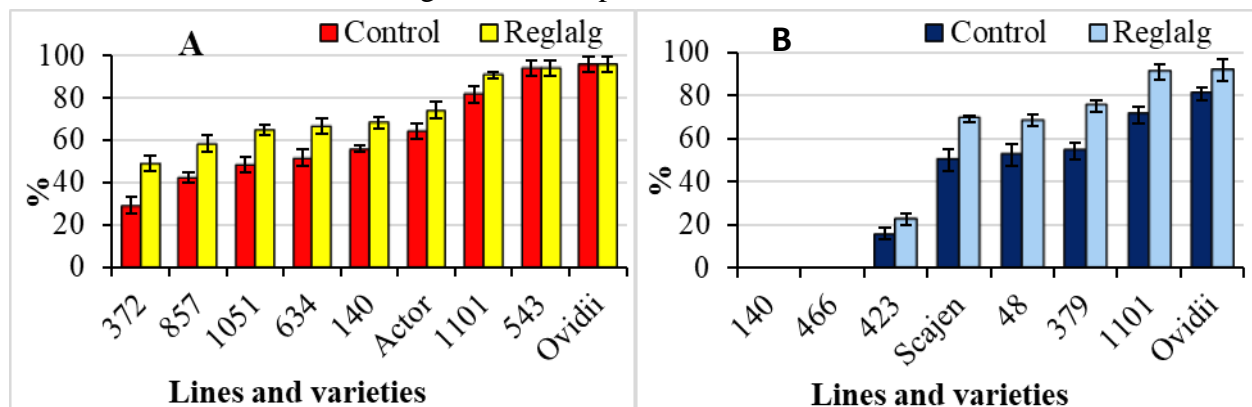 A
Control Reglalg
100
80
60
40
20
0
%
372 857 1051 634 140 Actor 1101 543 Ovidii
Lines and varieties
B
Control Reglalg
100
80
60
40
20
0
%
140 466 423 Scajen 48 379 1101 Ovidii
Lines and varieties